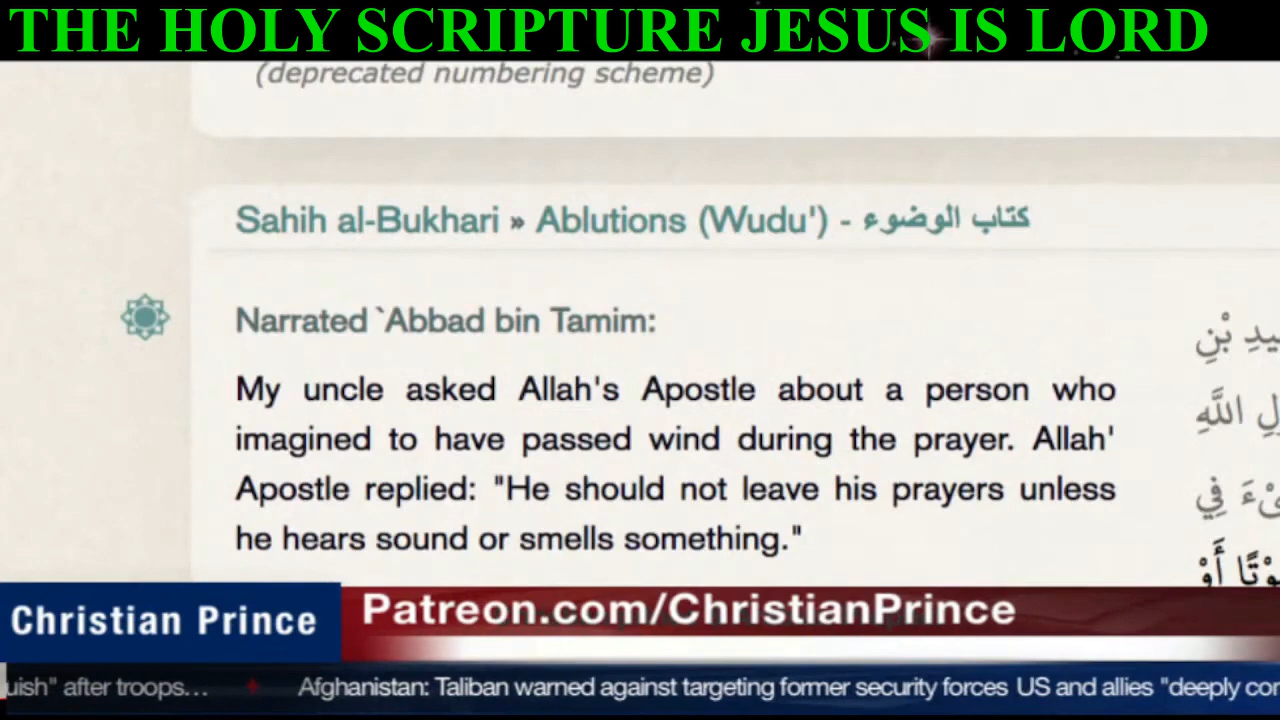 THE HOLY SCRIPTURE JESUS IS LORD
(deprecated numbering scheme)
Sahih al-Bukhari » Ablutions (Wudu') - كتاب الوضوء
Narrated `Abbad bin Tamim:
My uncle asked Allah's Apostle about a person who
imagined to have passed wind during the prayer. Allah'
Apostle replied: "He should not leave his prayers unless
he hears sound or smells something."
بْنِ
اللَّهِ
فِي
أَوْ
Christian Prince
Patreon.com/ChristianPrince
uish" after troops... Afghanistan: Taliban warned against targeting former security forces US and allies "deeply con